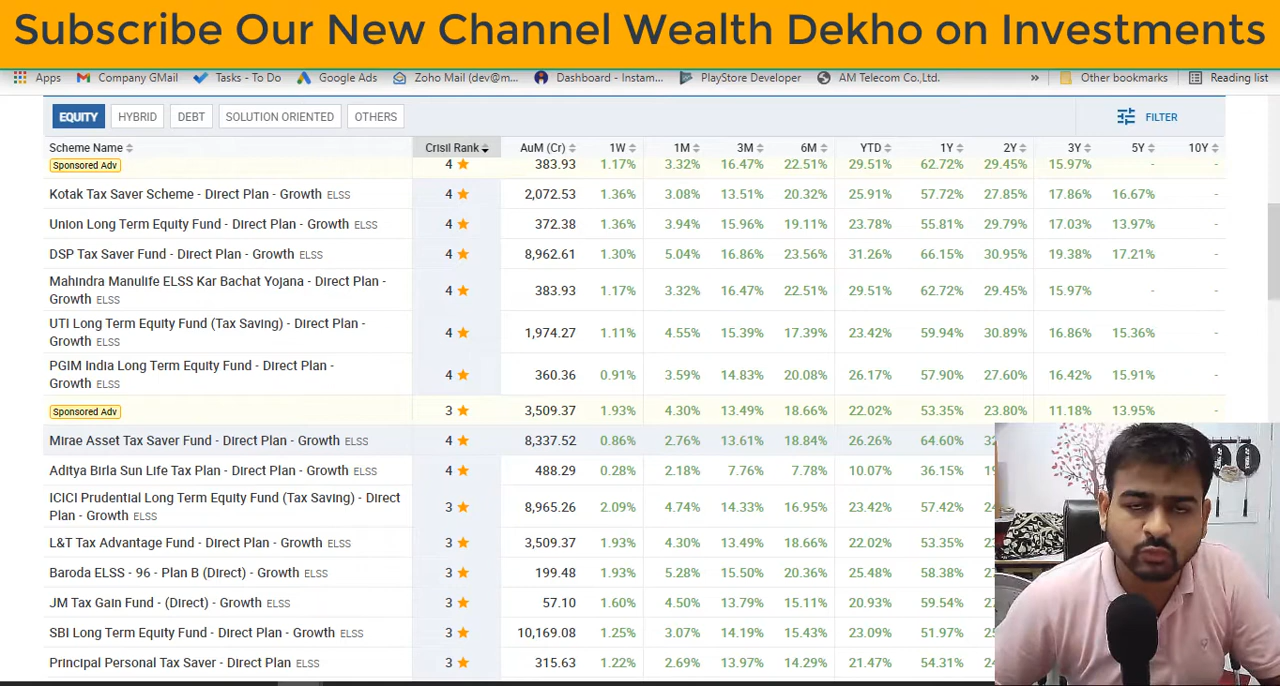 Subscribe Our New Channel Wealth Dekho on Investments
Apps Company GMail Tasks - To Do Google Ads Zoho Mail (dev@m... Dashboard - Instam... PlayStore Developer AM Telecom Co.,Ltd. » Other bookmarks Reading list
EQUITY HYBRID DEBT SOLUTION ORIENTED OTHERS FILTER
Scheme Name Crisil Rank AuM (Cr) 1W 1M 3M 6M YTD 1Y 2Y 3Y 5Y 10Y
Sponsored Adv 4 383.93 1.17% 3.32% 16.47% 22.51% 29.51% 62.72% 29.45% 15.97% - -
Kotak Tax Saver Scheme - Direct Plan - Growth ELSS 4 2,072.53 1.36% 3.08% 13.51% 20.32% 25.91% 57.72% 27.85% 17.86% 16.67% -
Union Long Term Equity Fund - Direct Plan - Growth ELSS 4 372.38 1.36% 3.94% 15.96% 19.11% 23.78% 55.81% 29.79% 17.03% 13.97% -
DSP Tax Saver Fund - Direct Plan - Growth ELSS 4 8,962.61 1.30% 5.04% 16.86% 23.56% 31.26% 66.15% 30.95% 19.38% 17.21% -
Mahindra Manulife ELSS Kar Bachat Yojana - Direct Plan -
Growth ELSS 4 383.93 1.17% 3.32% 16.47% 22.51% 29.51% 62.72% 29.45% 15.97% - -
UTI Long Term Equity Fund (Tax Saving) - Direct Plan -
Growth ELSS 4 1,974.27 1.11% 4.55% 15.39% 17.39% 23.42% 59.94% 30.89% 16.86% 15.36% -
PGIM India Long Term Equity Fund - Direct Plan -
Growth ELSS 4 360.36 0.91% 3.59% 14.83% 20.08% 26.17% 57.90% 27.60% 16.42% 15.91% -
Sponsored Adv 3 3,509.37 1.93% 4.30% 13.49% 18.66% 22.02% 53.35% 23.80% 11.18% 13.95% -
Mirae Asset Tax Saver Fund - Direct Plan - Growth ELSS 4 8,337.52 0.86% 2.76% 13.61% 18.84% 26.26% 64.60%
Aditya Birla Sun Life Tax Plan - Direct Plan - Growth ELSS 4 488.29 0.28% 2.18% 7.76% 7.78% 10.07% 36.15%
ICICI Prudential Long Term Equity Fund (Tax Saving) - Direct
Plan - Growth ELSS 3 8,965.26 2.09% 4.74% 14.33% 16.95% 23.42% 57.42%
L&T Tax Advantage Fund - Direct Plan - Growth ELSS 3 3,509.37 1.93% 4.30% 13.49% 18.66% 22.02% 53.35%
Baroda ELSS - 96 - Plan B (Direct) - Growth ELSS 3 199.48 1.93% 5.28% 15.50% 20.36% 25.48% 58.38%
JM Tax Gain Fund - (Direct) - Growth ELSS 3 57.10 1.60% 4.50% 13.79% 15.11% 20.93% 59.54%
SBI Long Term Equity Fund - Direct Plan - Growth ELSS 3 10,169.08 1.25% 3.07% 14.19% 15.43% 23.09% 51.97%
Principal Personal Tax Saver - Direct Plan ELSS 3 315.63 1.22% 2.69% 13.97% 14.29% 21.47% 54.31%